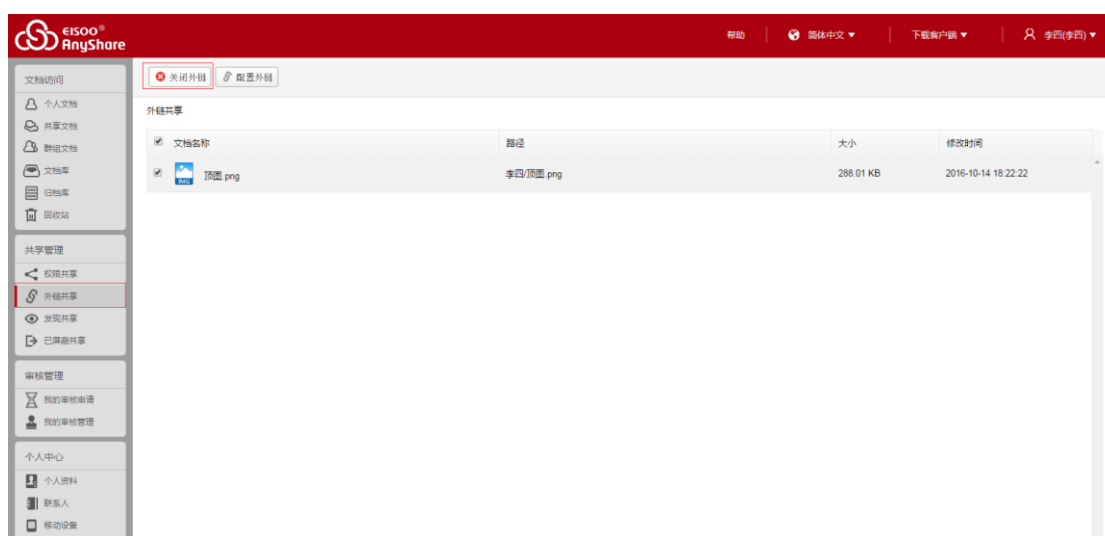 EISOO®
AnyShare
帮助 简体中文 下载客户端 李四(李四)
文档访问
个人文档
共享文档
群组文档
文档库
归档库
回收站
共享管理
权限共享
外链共享
发现共享
已屏蔽共享
审核管理
我的审核申请
我的审核管理
个人中心
个人资料
联系人
移动设备
关闭外链 配置外链
外链共享
文档名称 路径 大小 修改时间
IMG 顶图.png 李四/顶图.png 288.01 KB 2016-10-14 18:22:22